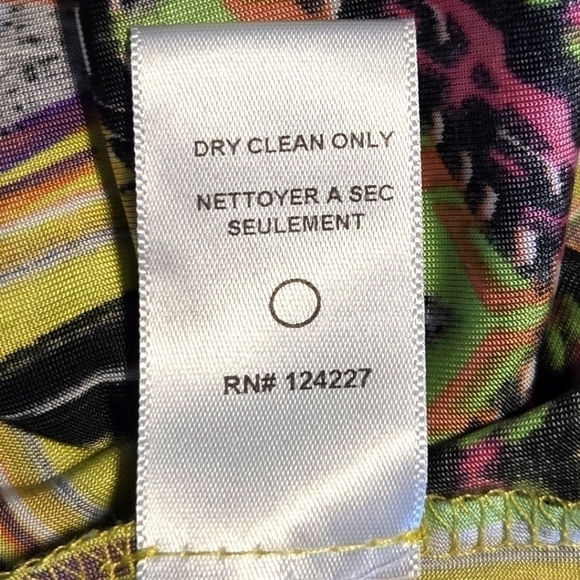 DRY CLEAN ONLY
NETTOYER A SEC
SEULEMENT
RN# 124227